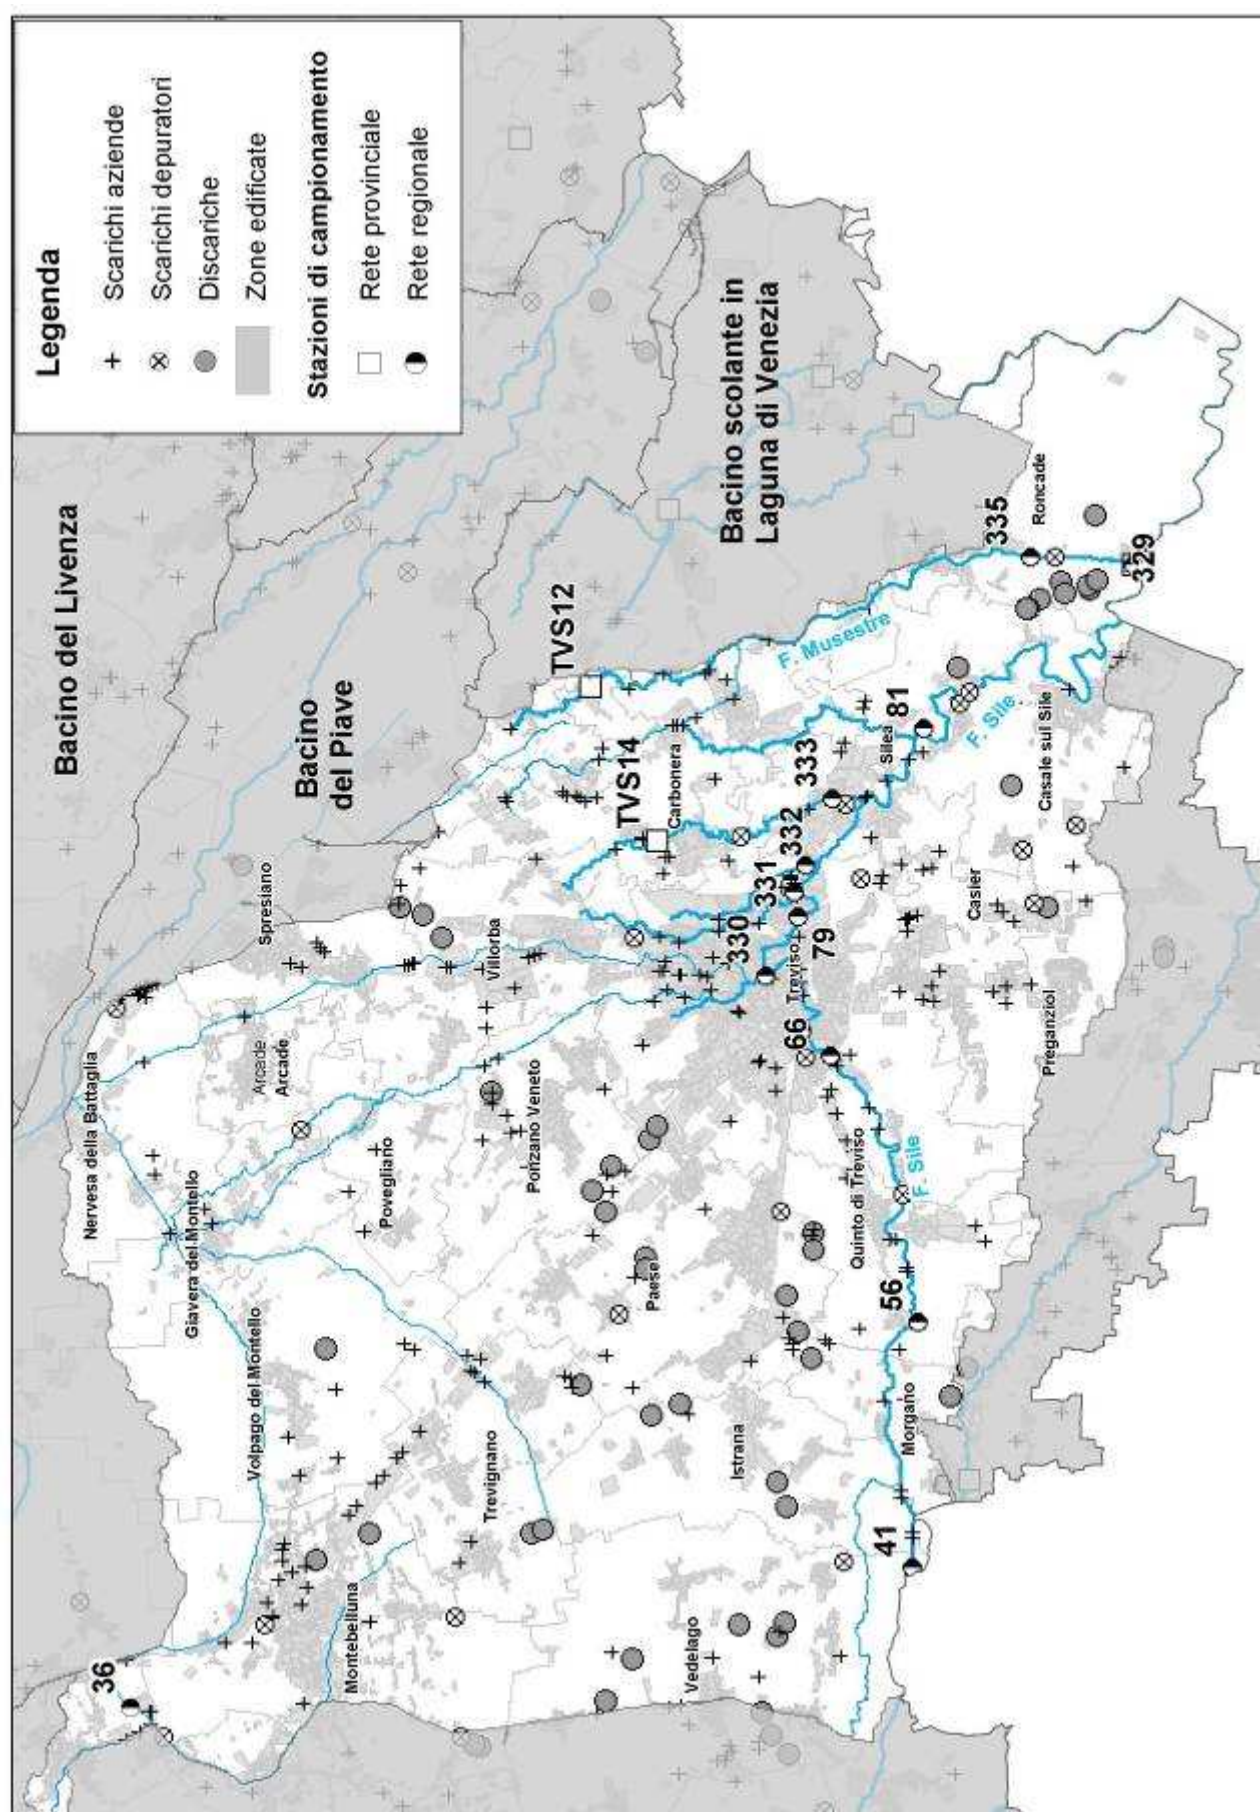 Legenda
Scarichi aziende
Scarichi depuratori
Discariche
Zone edificate
Stazioni di campionamento
Rete provinciale
Rete regionale
Bacino del Livenza
Bacino
del Piave
Bacino scolante in
Laguna di Venezia
36
Nervesa della Battaglia
Giavera del Montello
Volpago del Montello
Montebelluna
Arcade
Arcade
Spresiano
Povegliano
Trevignano
Villorba
Ponzano Veneto
Paese
Istrana
Vedelago
TVS12
TVS14
Carbonera
F. Musestre
335
Roncade
329
333
332
331
330
79
Treviso
66
Silea
81
F. Sile
Casale sul Sile
Casier
Preganziol
Quinto di Treviso
F. Sile
56
Morgano
41